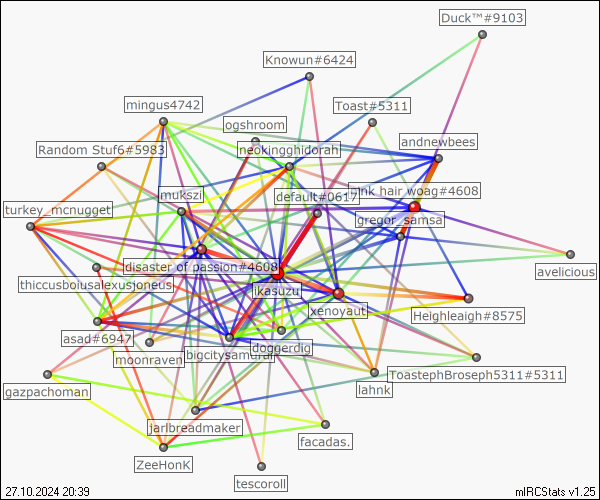 Duck™#9103
Knowun#6424
mingus4742
Toast#5311
ogshroom
andnewbees
Random Stuf6#5983
neokingghidorah
mukszi
default#0617
ink hair woag#4608
turkey_mcnugget
gregor_samsa
disaster of passion#4608
avelicious
thiccusboiusalexusjoneus
ikasuzu
xenoyaut
Heighleigh#8575
asad#6947
doggerdig
moonraven
bigcitysamurai
ToastephBroseph5311#5311
gazpachoman
lahnk
jarlbreadmaker
facadas.
ZeeHonK
tescoroll
27.10.2024 20:39
mIRCStats v1.25